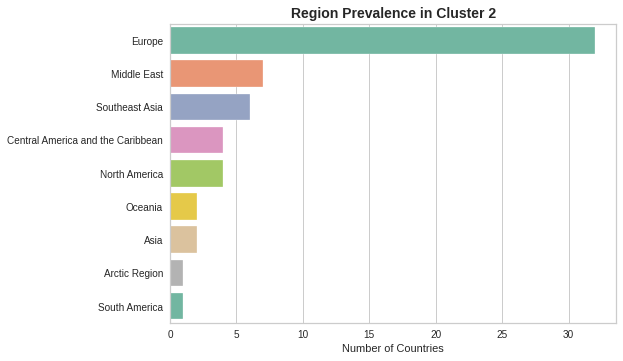 Region Prevalence in Cluster 2
Europe
Middle East
Southeast Asia
Central America and the Caribbean
North America
Oceania
Asia
Arctic Region
South America
0 5 10 15 20 25 30
Number of Countries